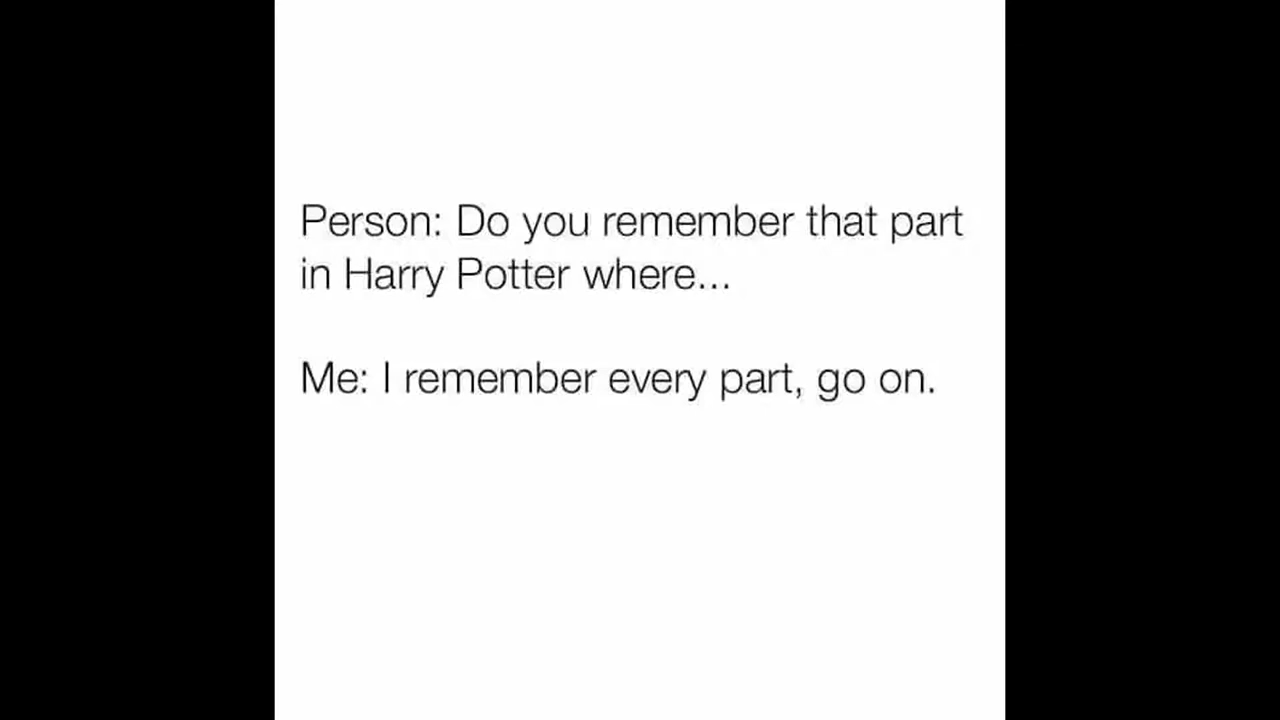 Person: Do you remember that part
in Harry Potter where...
Me: I remember every part, go on.